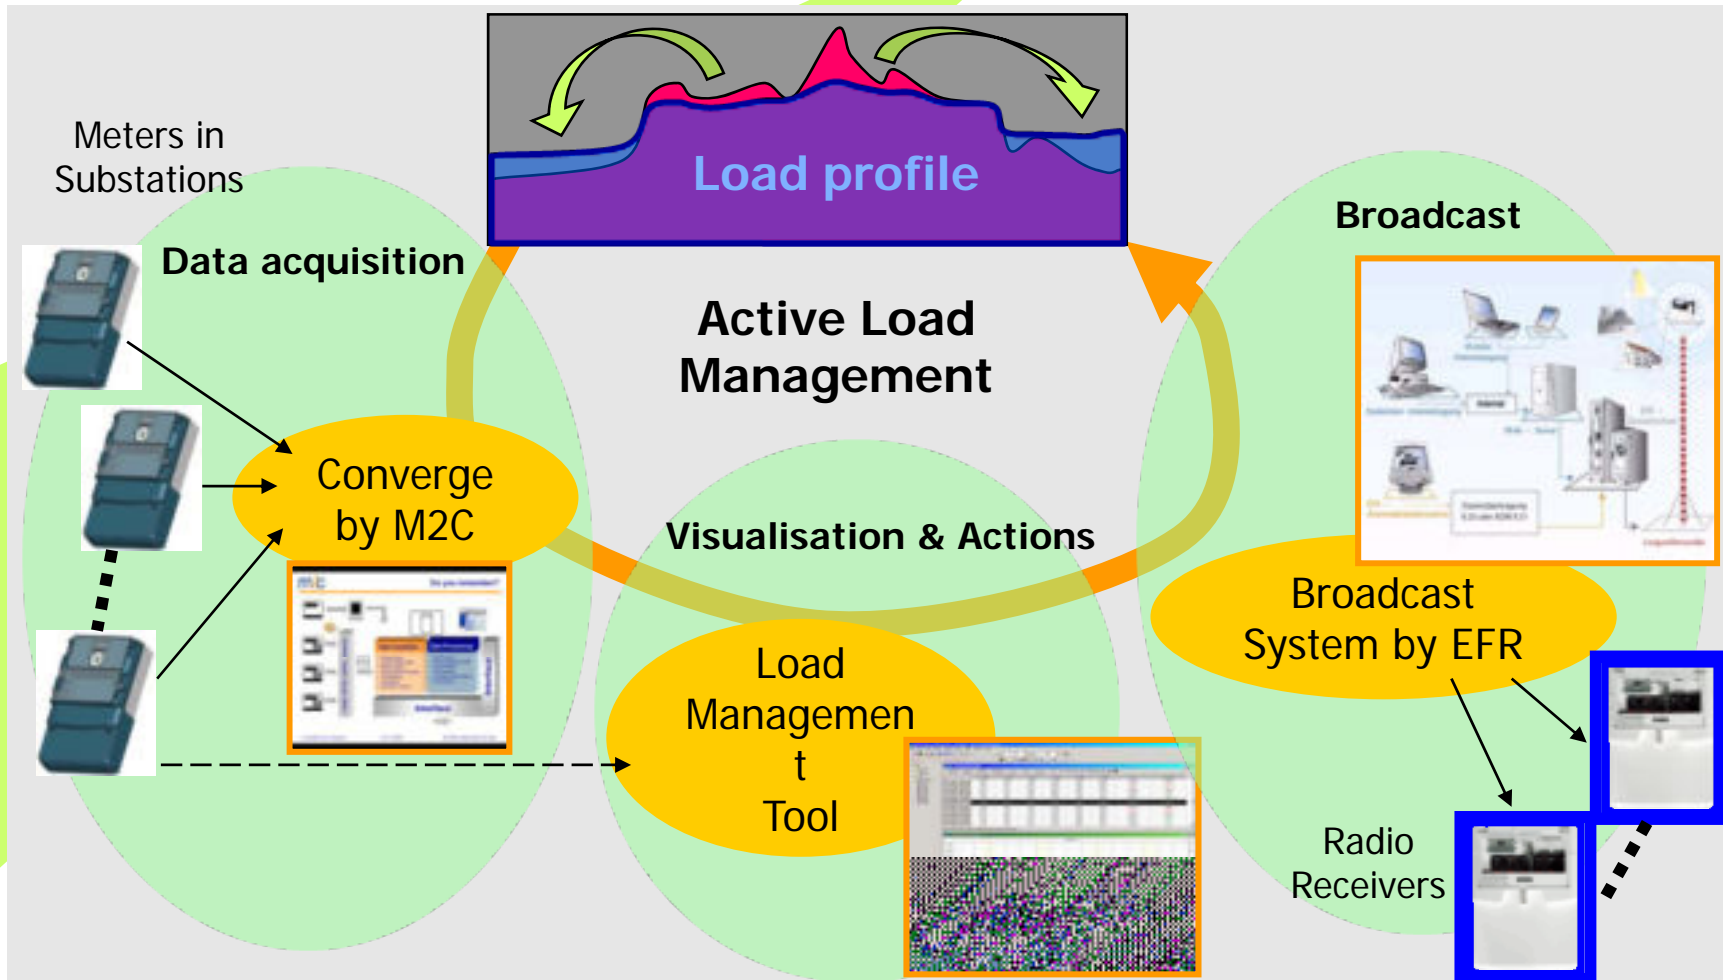 Load profile
Meters in
Substations
Data acquisition
Broadcast
Active Load
Management
Converge
by M2C
Visualisation & Actions
Broadcast
System by EFR
Load
Managemen
t
Tool
Radio
Receivers